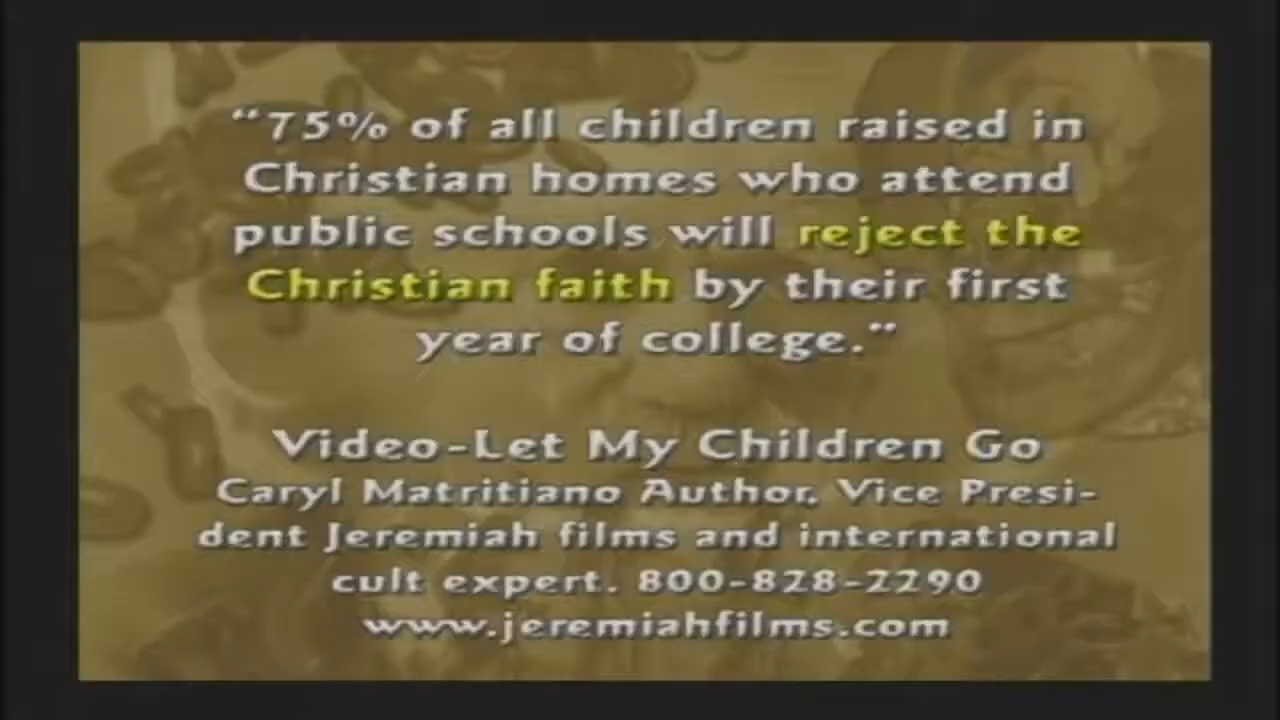 “75% of all children raised in
Christian homes who attend
public schools will reject the
Christian faith by their first
year of college.”
Video-Let My Children Go
Caryl Matritiano Author, Vice Presi-
dent Jeremiah films and international
cult expert. 800-828-2290
www.jeremiahfilms.com